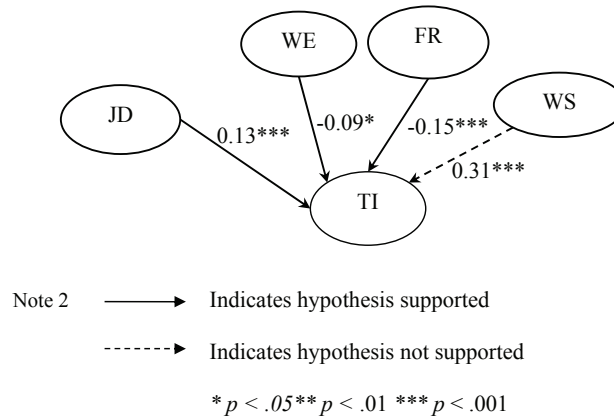 WE
FR
JD
WS
0.13***
-0.09*
-0.15***
0.31***
TI
Note 2
Indicates hypothesis supported
Indicates hypothesis not supported
* p < .05** p < .01 *** p < .001